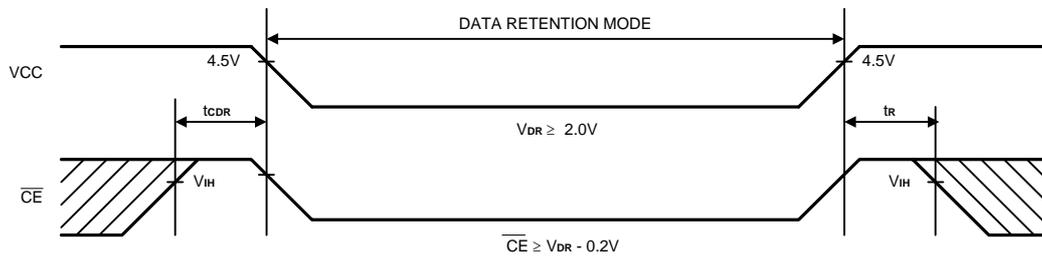 DATA RETENTION MODE
VCC
4.5V
4.5V
tCDR
VDR ≥ 2.0V
tR
CE
VIH
VIH
CE ≥ VDR - 0.2V